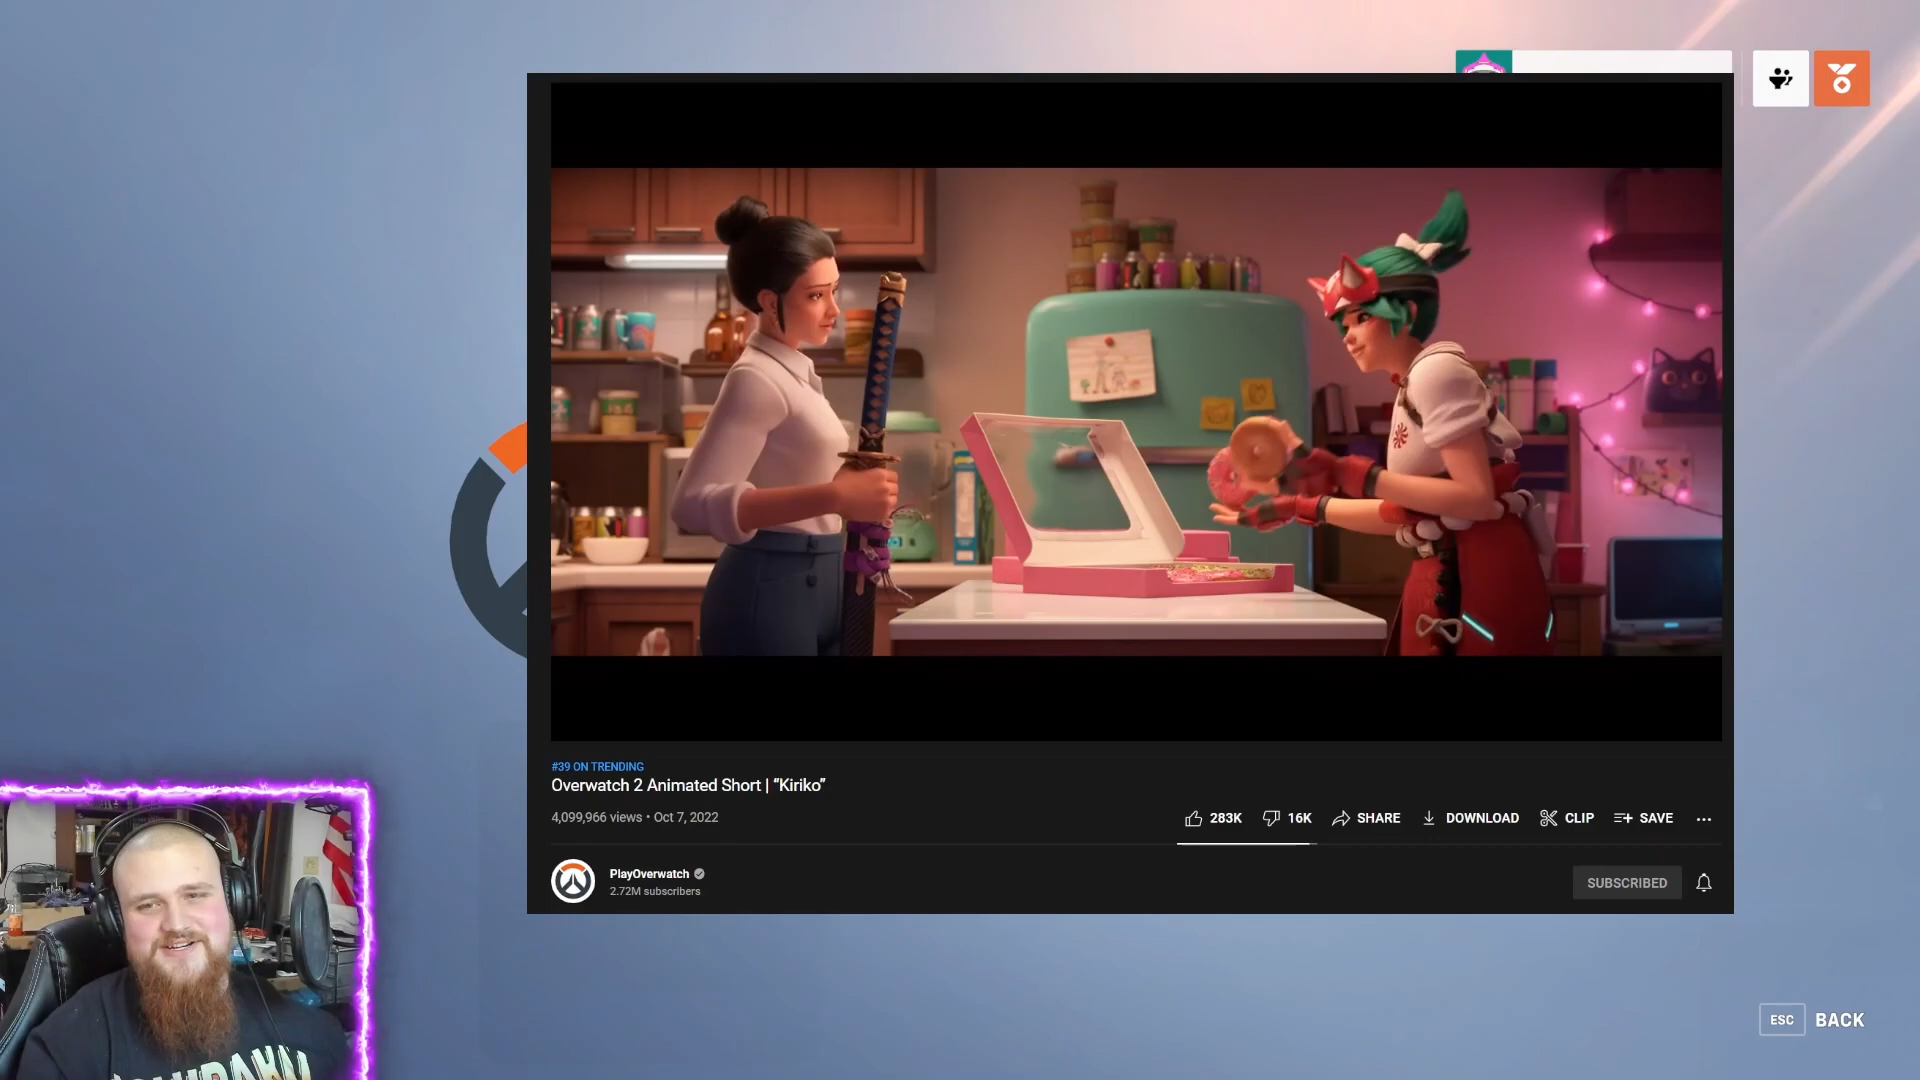 #39 ON TRENDING
Overwatch 2 Animated Short | “Kiriko”
4,099,966 views • Oct 7, 2022
283K
16K
SHARE
DOWNLOAD
CLIP
SAVE
PlayOverwatch
2.72M subscribers
SUBSCRIBED
ESC BACK